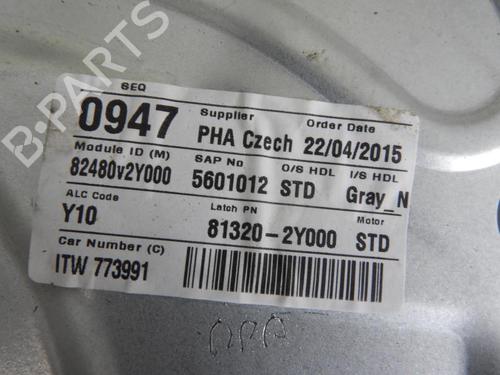 SEQ Supplier Order Date
0947 PHA Czech 22/04/2015
Module ID (M) SAP No O/S HDL I/S HDL
82480v2Y000 5601012 STD Gray_N
ALC Code Latch PN Motor
Y10 81320-2Y000 STD
Car Number (C)
ITW 773991
B-PARTS